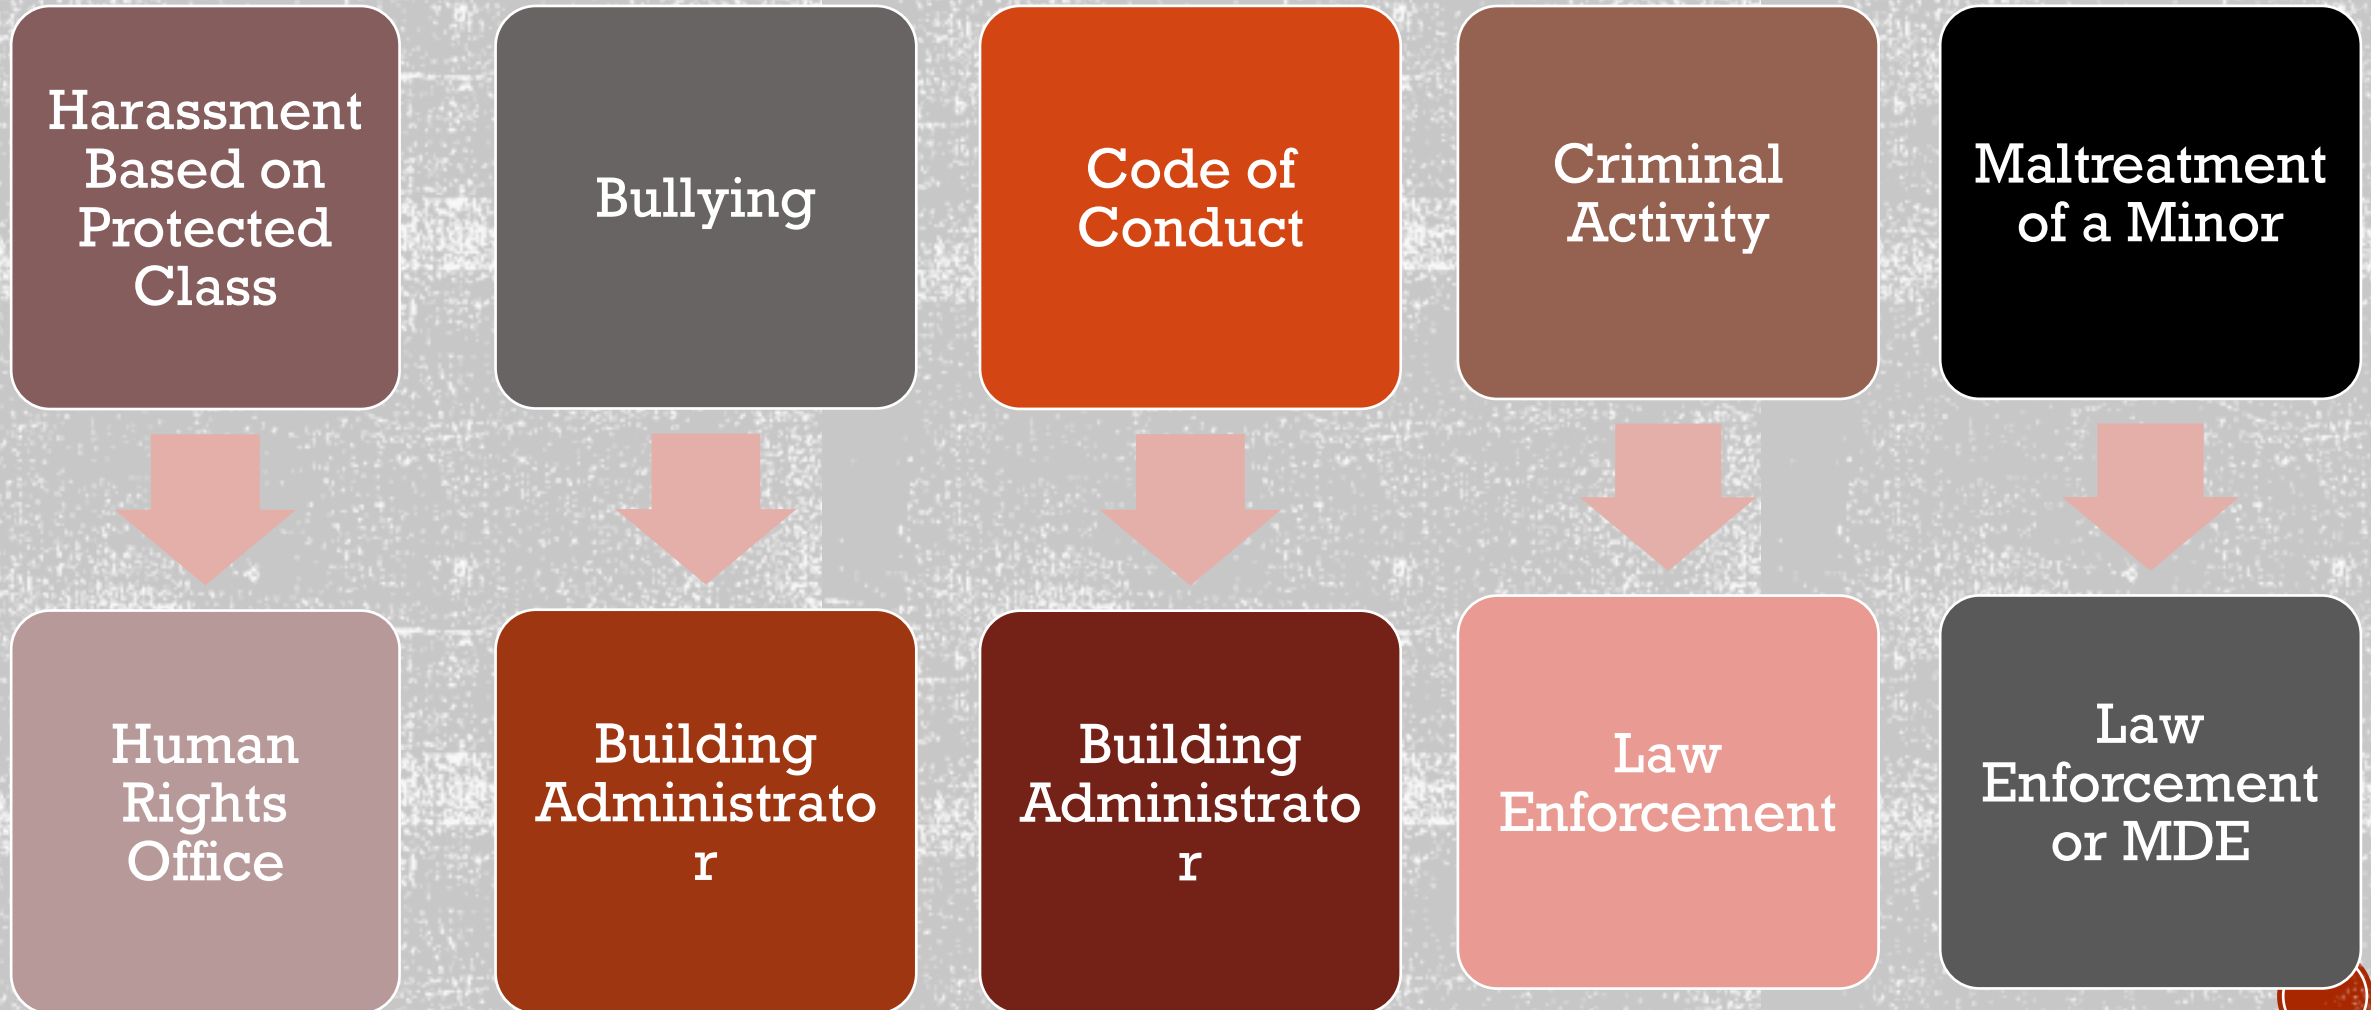 Harassment
Based on
Protected
Class
Bullying
Code of
Conduct
Criminal
Activity
Maltreatment
of a Minor
Human
Rights
Office
Building
Administrato
r
Building
Administrato
r
Law
Enforcement
Law
Enforcement
or MDE